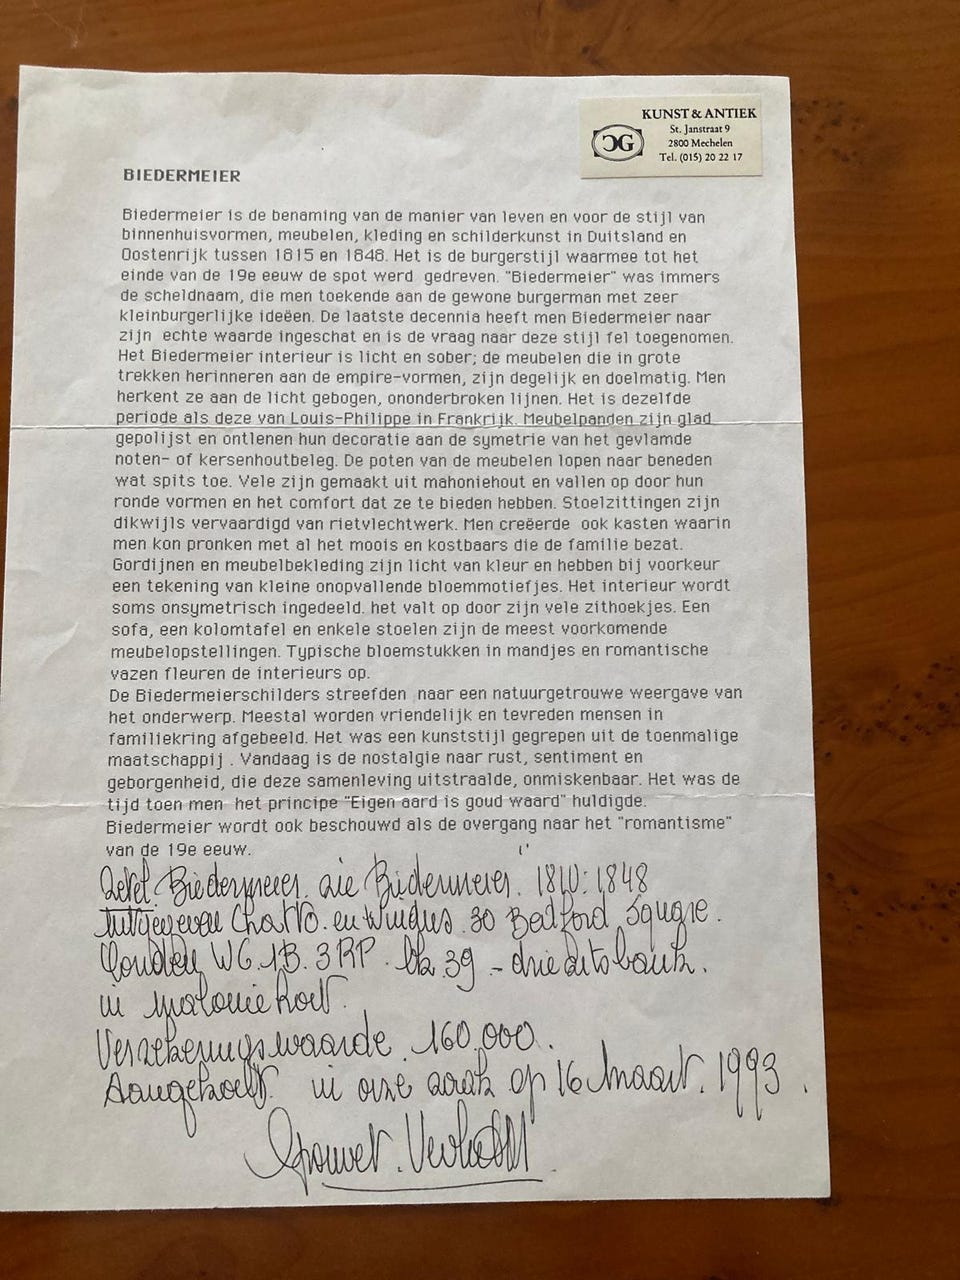 KUNST & ANTIEK
CG
St. Janstraat 9
2800 Mechelen
Tel. (015) 20 22 17
BIEDERMEIER
Biedermeier is de benaming van de manier van leven en voor de stijl van
binnenhuisvormen, meubelen, kleding en schilderkunst in Duitsland en
Oostenrijk tussen 1815 en 1848. Het is de burgerstijl waarmee tot het
einde van de 19e eeuw de spot werd gedreven. "Biedermeier" was immers
de scheldnaam, die men toekende aan de gewone burgerman met zeer
kleinburgerlijke ideëen. De laatste decennia heeft men Biedermeier naar
zijn echte waarde ingeschat en is de vraag naar deze stijl fel toegenomen.
Het Biedermeier interieur is licht en sober; de meubelen die in grote
trekken herinneren aan de empire-vormen, zijn degelijk en doelmatig. Men
herkent ze aan de licht gebogen, ononderbroken lijnen. Het is dezelfde
periode als deze van Louis-Philippe in Frankrijk. Meubelpanden zijn glad
gepolijst en ontlenen hun decoratie aan de symetrie van het gevlamde
noten- of kersenhoutbeleg. De poten van de meubelen lopen naar beneden
wat spits toe. Vele zijn gemaakt uit mahoniehout en vallen op door hun
ronde vormen en het comfort dat ze te bieden hebben. Stoelzittingen zijn
dikwijls vervaardigd van rietvlechtwerk. Men creëerde ook kasten waarin
men kon pronken met al het moois en kostbaars die de familie bezat.
Gordijnen en meubelbekleding zijn licht van kleur en hebben bij voorkeur
een tekening van kleine onopvallende bloemmotiefjes. Het interieur wordt
soms onsymetrisch ingedeeld. het valt op door zijn vele zithoekjes. Een
sofa, een kolomtafel en enkele stoelen zijn de meest voorkomende
meubelopstellingen. Typische bloemstukken in mandjes en romantische
vazen fleuren de interieurs op.
De Biedermeierschilders streefden naar een natuurgetrouwe weergave van
het onderwerp. Meestal worden vriendelijk en tevreden mensen in
familiekring afgebeeld. Het was een kunststijl gegrepen uit de toenmalige
maatschappij . Vandaag is de nostalgie naar rust, sentiment en
geborgenheid, die deze samenleving uitstraalde, onmiskenbaar. Het was de
tijd toen men het principe "Eigen aard is goud waard" huldigde.
Biedermeier wordt ook beschouwd als de overgang naar het "romantisme"
van de 19e eeuw.
Zetel. Biedermeier. zie Biedermeier. 1810:1848
uitgegeven Chatto. en Windus. 30 Bedford Square.
London WC.1B.3RP. blz 39 - driezitsbank.
in mahoniehout.
Verzekeringswaarde. 160.000.
Aangekocht. in onze zaak op 16 maart. 1993.